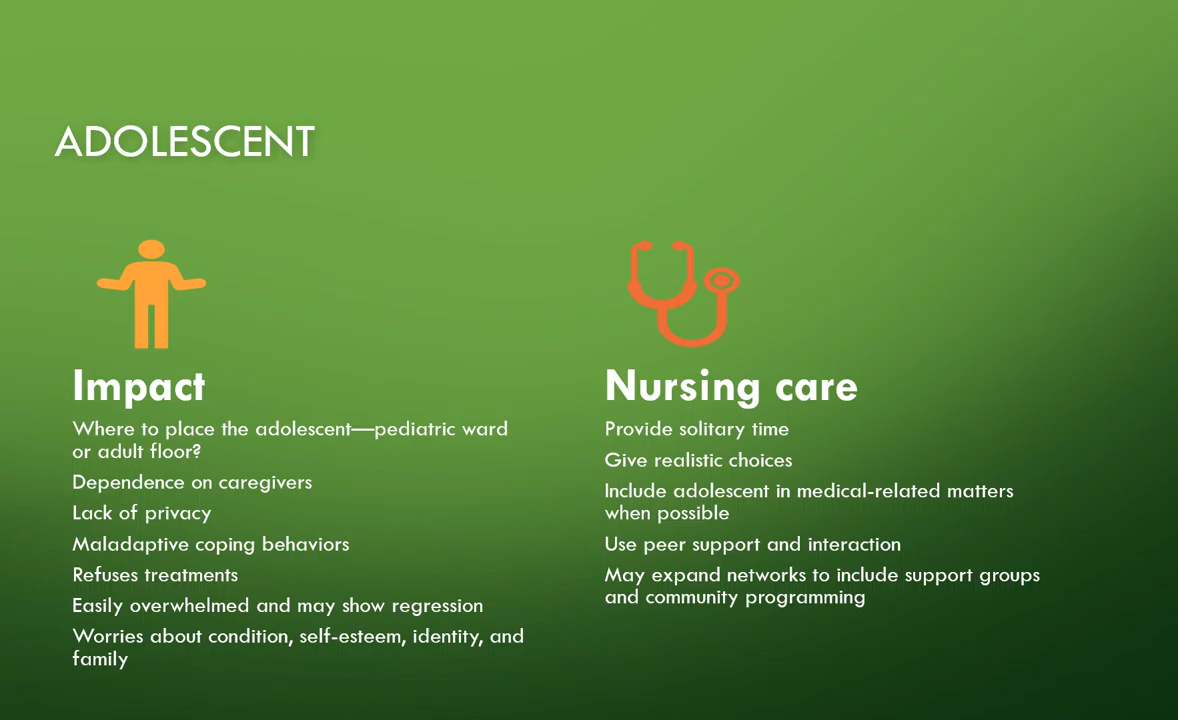 ADOLESCENT
Impact
Where to place the adolescent—pediatric ward
or adult floor?
Dependence on caregivers
Lack of privacy
Maladaptive coping behaviors
Refuses treatments
Easily overwhelmed and may show regression
Worries about condition, self-esteem, identity, and
family
Nursing care
Provide solitary time
Give realistic choices
Include adolescent in medical-related matters
when possible
Use peer support and interaction
May expand networks to include support groups
and community programming